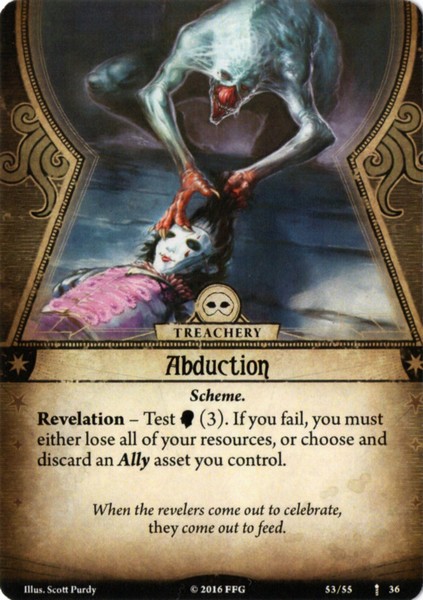 TREACHERY
Abduction
Scheme.
Revelation – Test (3). If you fail, you must
either lose all of your resources, or choose and
discard an Ally asset you control.
When the revelers come out to celebrate,
they come out to feed.
Illus. Scott Purdy © 2016 FFG 53/55 36